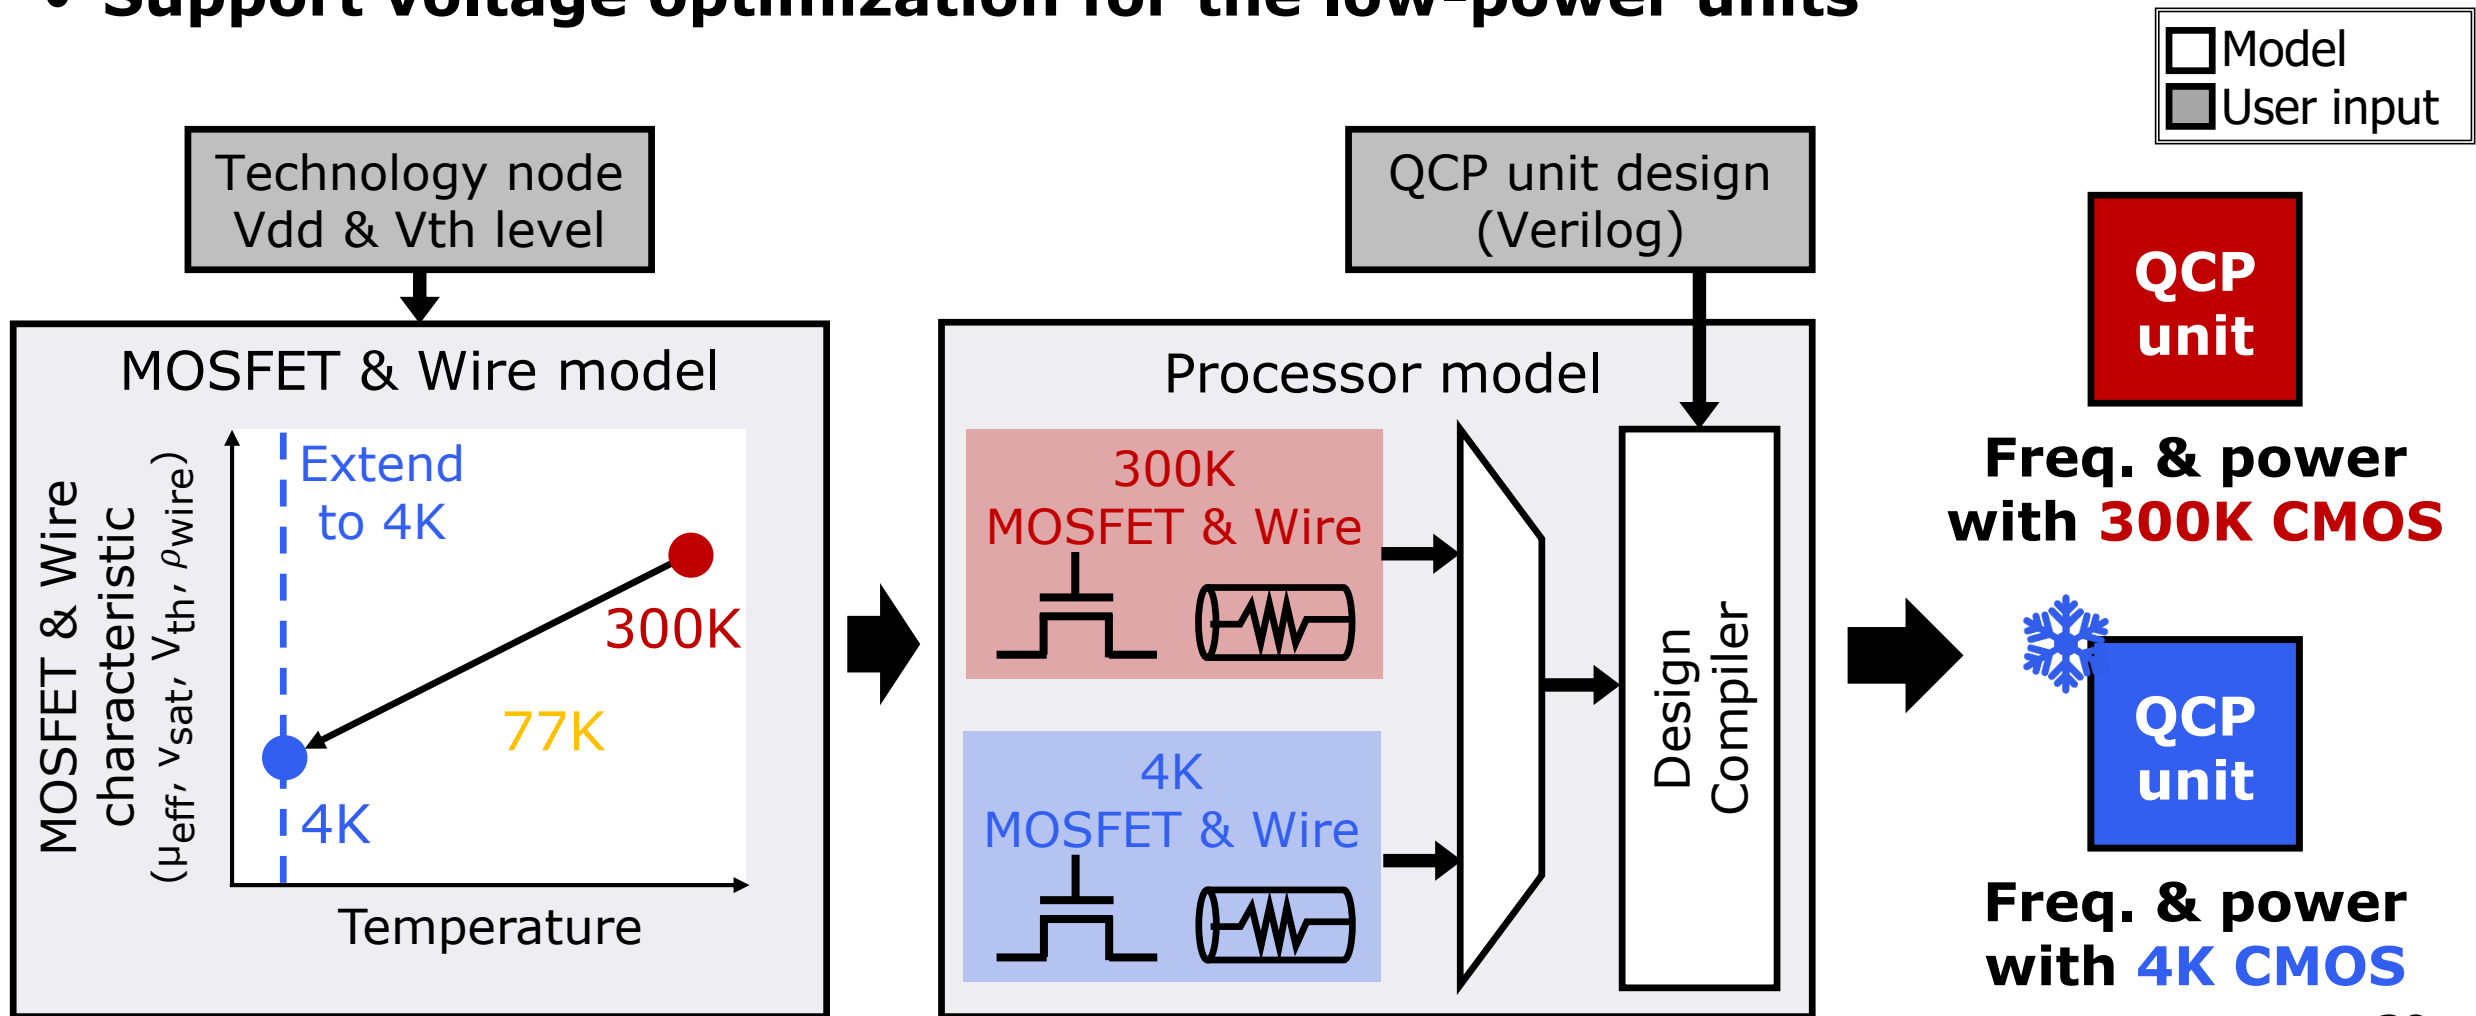 • Support voltage optimization for the low-power units
Model
User input
Technology node
Vdd & Vth level
QCP unit design
(Verilog)
MOSFET & Wire model
MOSFET & Wire
characteristic
(μeff, vsat, Vth, ρwire)
Extend
to 4K
300K
77K
4K
Temperature
Processor model
300K
MOSFET & Wire
4K
MOSFET & Wire
Design
Compiler
QCP
unit
Freq. & power
with 300K CMOS
QCP
unit
Freq. & power
with 4K CMOS